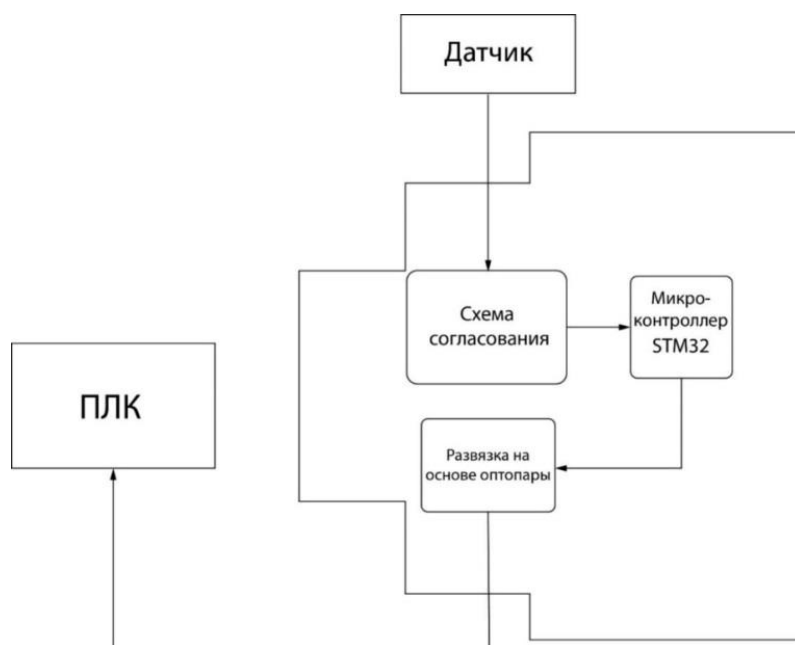 Датчик
Схема
согласования
Микро-
контроллер
STM32
ПЛК
Развязка на
основе оптопары